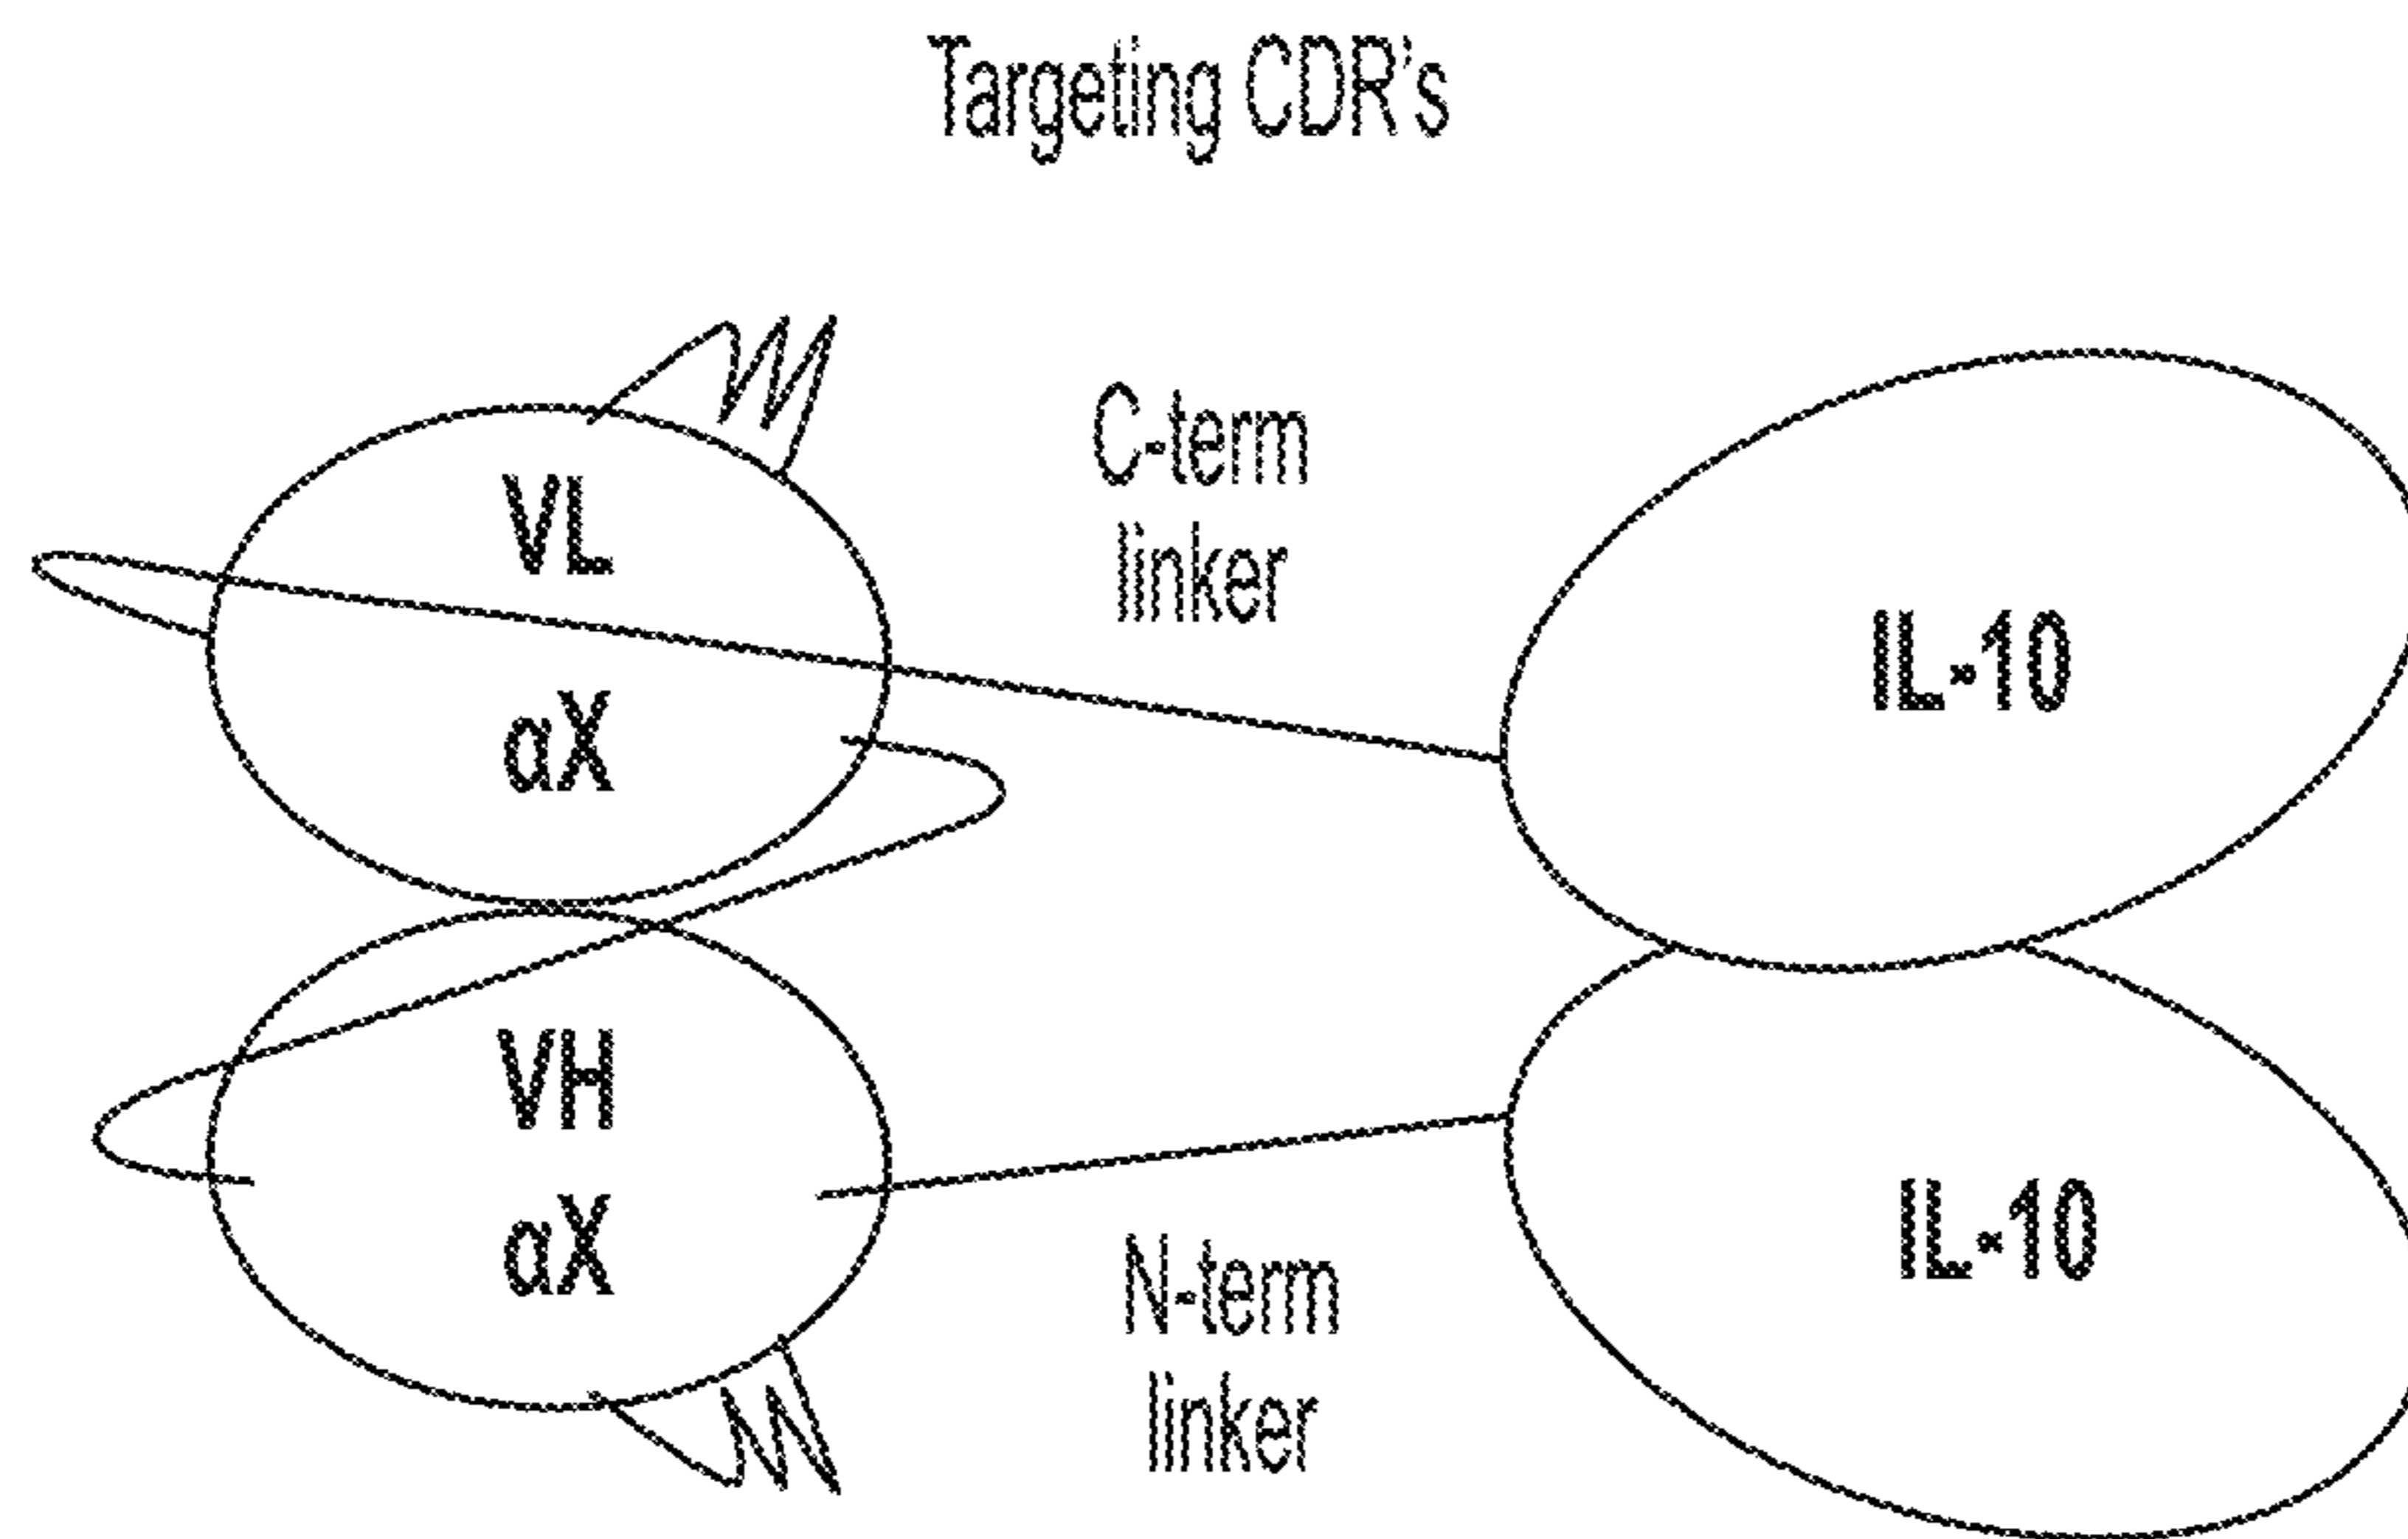 Targeting CDR's
C-term
linker
VL
αX
IL-10
VH
αX
N-term
linker
IL-10